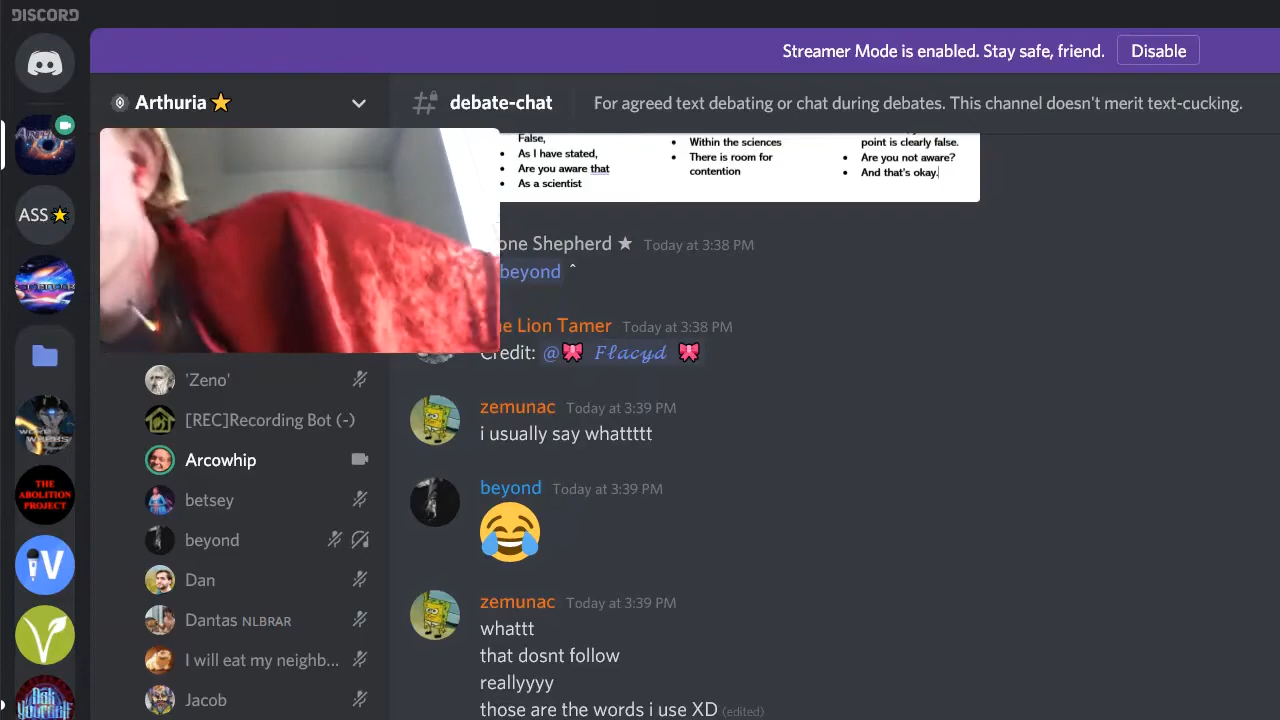 DISCORD
Streamer Mode is enabled. Stay safe, friend.
Disable
Arthuria
debate-chat
For agreed text debating or chat during debates. This channel doesn't merit text-cucking.
False,
• As I have stated,
• Are you aware that
• As a scientist
• Within the sciences
• There is room for
contention
point is clearly false.
• Are you not aware?
• And that's okay.
ASS
one Shepherd ★ Today at 3:38 PM
beyond ^
e Lion Tamer Today at 3:38 PM
Credit: @🎀 Flacyd 🎀
'Zeno'
[REC]Recording Bot (-)
Arcowhip
betsey
beyond
Dan
Dantas NLBRAR
I will eat my neighb...
Jacob
zemunac Today at 3:39 PM
i usually say whattttt
beyond Today at 3:39 PM
zemunac Today at 3:39 PM
whattt
that dosnt follow
reallyyyy
those are the words i use XD (edited)
THE
ABOLITION
PROJECT
V